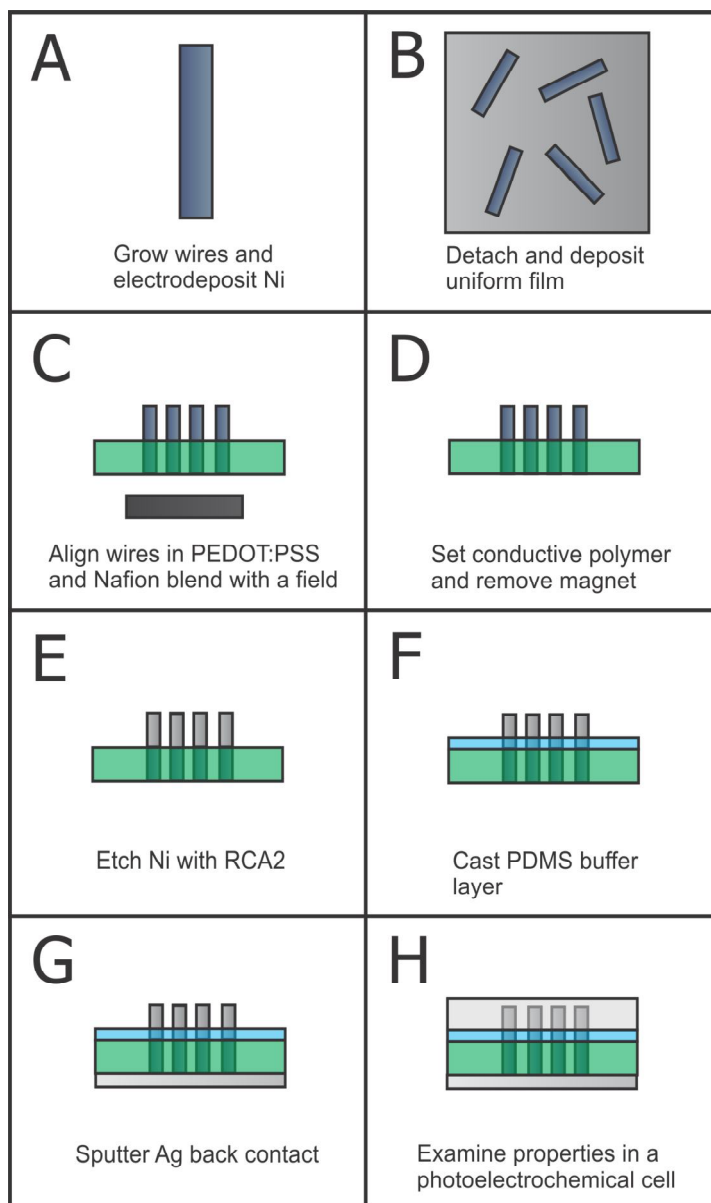 A
Grow wires and
electrodeposit Ni
B
Detach and deposit
uniform film
C
Align wires in PEDOT:PSS
and Nafion blend with a field
D
Set conductive polymer
and remove magnet
E
Etch Ni with RCA2
F
Cast PDMS buffer
layer
G
Sputter Ag back contact
H
Examine properties in a
photoelectrochemical cell